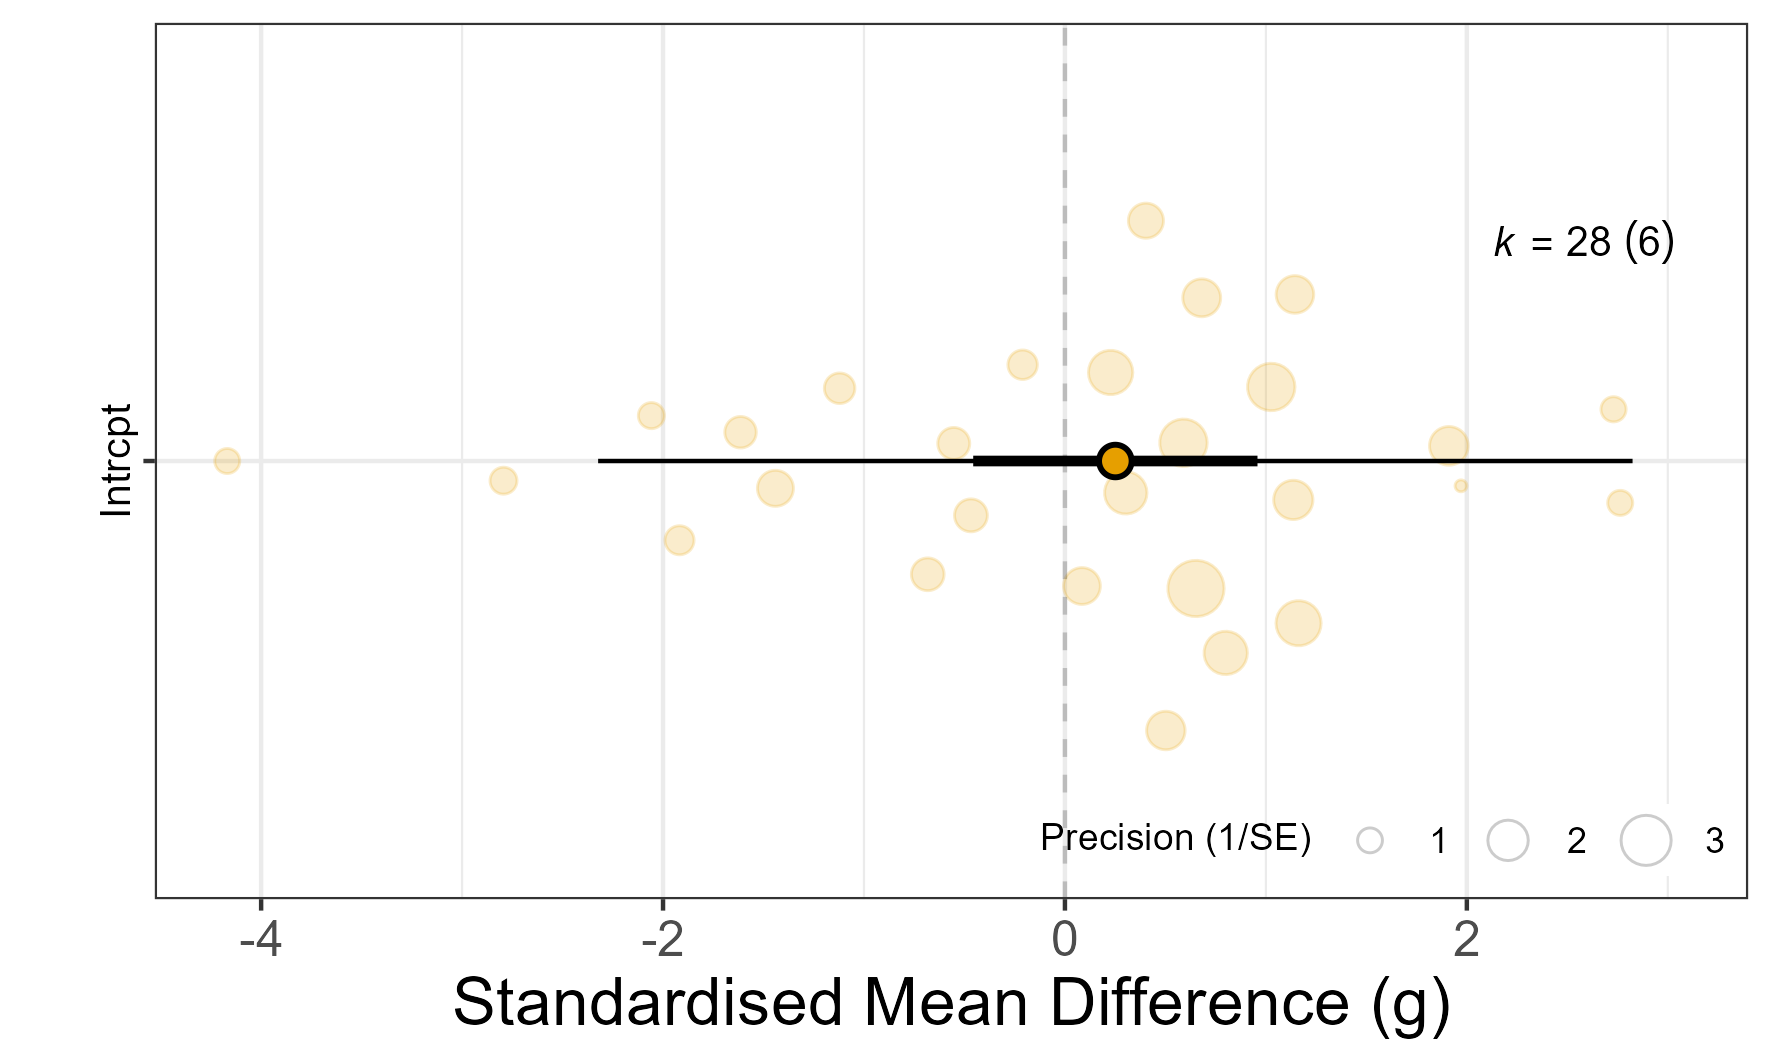 k = 28 (6)
Intrcpt
Precision (1/SE) 1 2 3
-4 -2 0 2
Standardised Mean Difference (g)